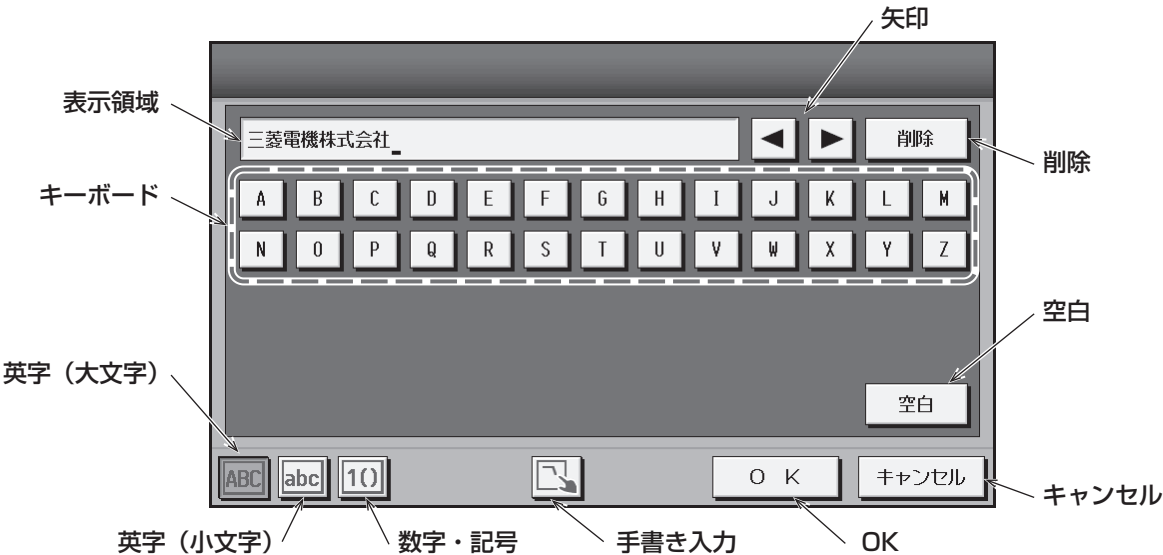 矢印
表示領域
三菱電機株式会社_
◀ ▶ 削除
削除
キーボード
A B C D E F G H I J K L M
N O P Q R S T U V W X Y Z
空白
英字（大文字）
空白
ABC abc 1() O K キャンセル
キャンセル
英字（小文字） 数字・記号 手書き入力 OK